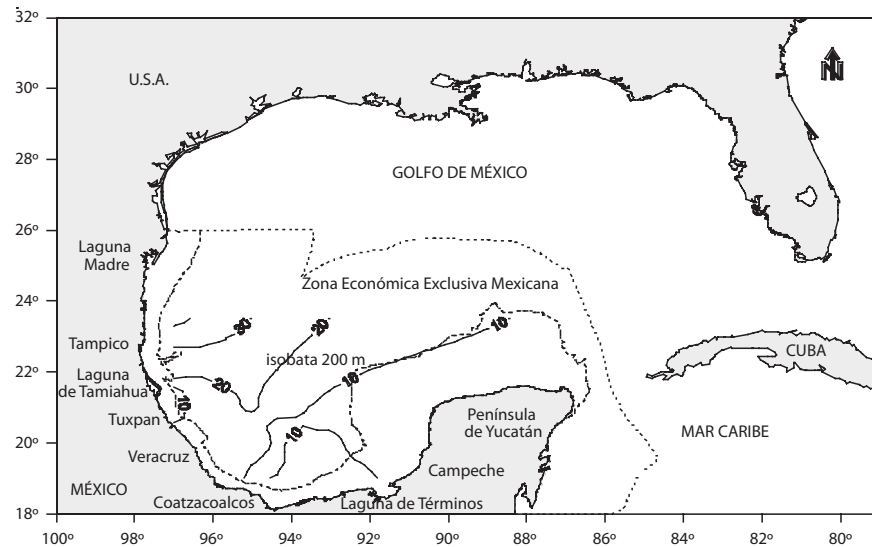 32º
30º
28º
26º
24º
22º
20º
18º
100º
98º
96º
94º
92º
90º
88º
86º
84º
82º
80º
N
U.S.A.
GOLFO DE MÉXICO
Laguna
Madre
Zona Económica Exclusiva Mexicana
Tampico
30
20
10
isobata 200 m
CUBA
Laguna
de Tamiahua
20
10
10
Tuxpan
10
Península
de Yucatán
MAR CARIBE
Veracruz
Campeche
MÉXICO
Coatzacoalcos
Laguna de Términos